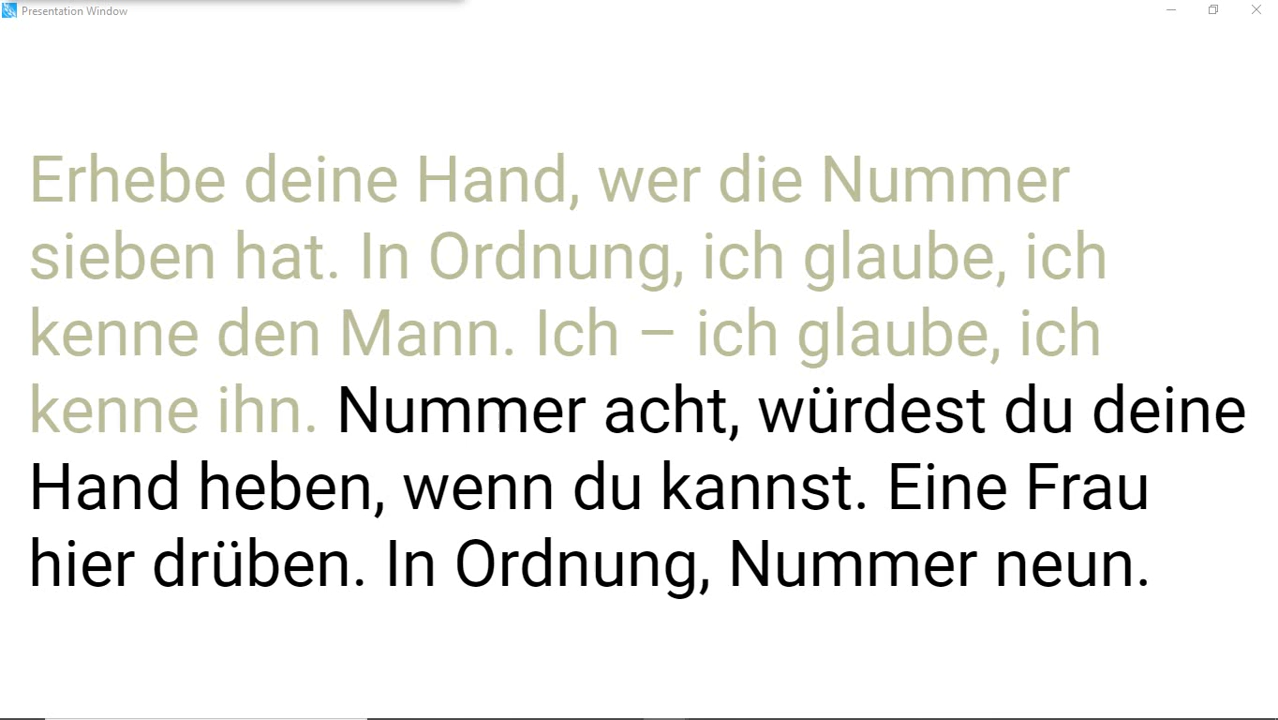 Presentation Window
Erhebe deine Hand, wer die Nummer
sieben hat. In Ordnung, ich glaube, ich
kenne den Mann. Ich – ich glaube, ich
kenne ihn. Nummer acht, würdest du deine
Hand heben, wenn du kannst. Eine Frau
hier drüben. In Ordnung, Nummer neun.